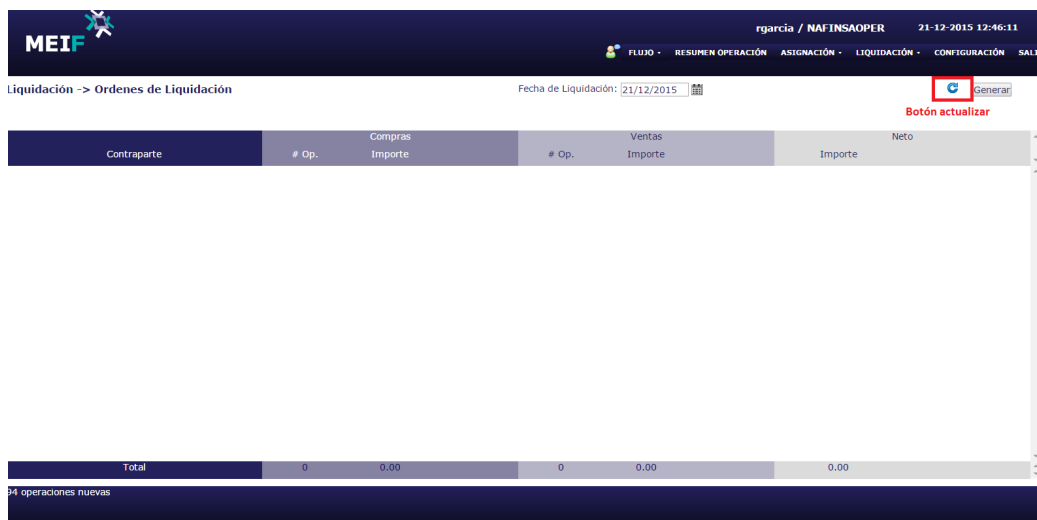 MEIF
rgarcia / NAFINSAOPER 21-12-2015 12:46:11
FLUJO RESUMEN OPERACIÓN ASIGNACIÓN LIQUIDACIÓN CONFIGURACIÓN SALI
Liquidación -> Ordenes de Liquidación Fecha de Liquidación: 21/12/2015 Generar
Botón actualizar
Compras Ventas Neto
Contraparte # Op. Importe # Op. Importe Importe
Total 0 0.00 0 0.00 0.00
94 operaciones nuevas